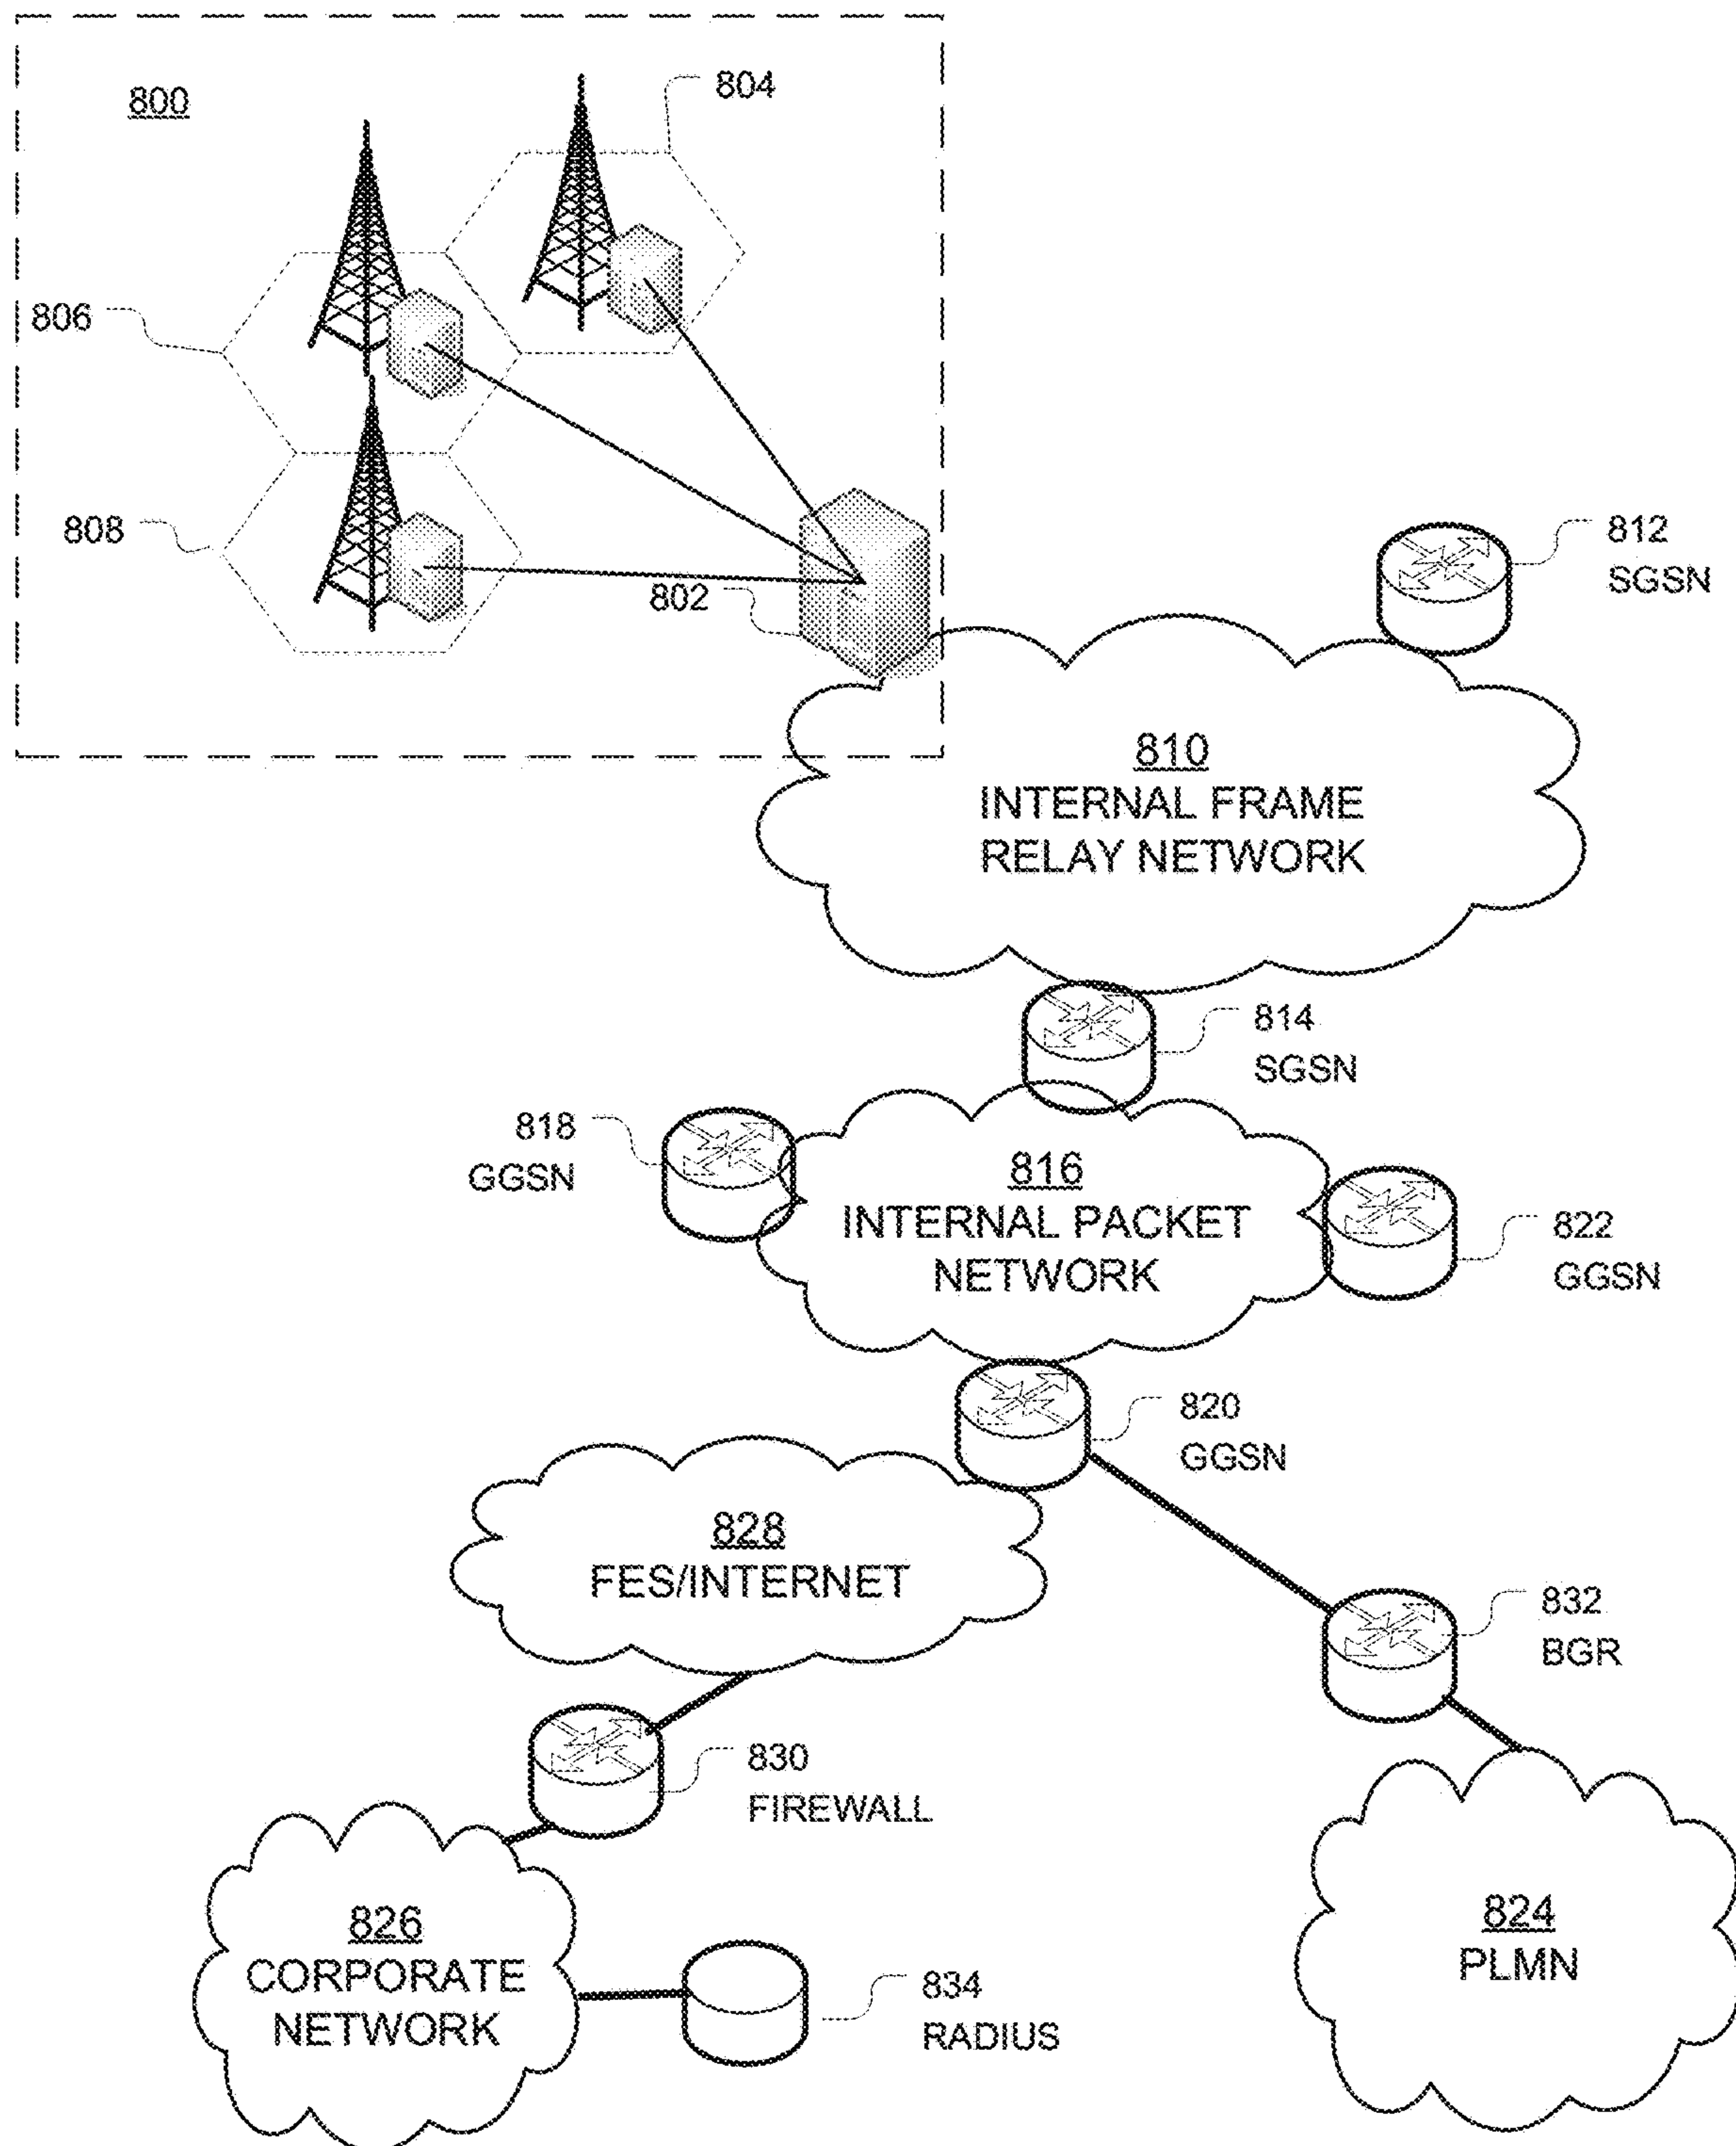 800
804
806
808
802
812
SGSN
810
INTERNAL FRAME
RELAY NETWORK
814
SGSN
818
GGSN
816
INTERNAL PACKET
NETWORK
822
GGSN
820
GGSN
828
FES/INTERNET
832
BGR
830
FIREWALL
826
CORPORATE
NETWORK
824
PLMN
834
RADIUS